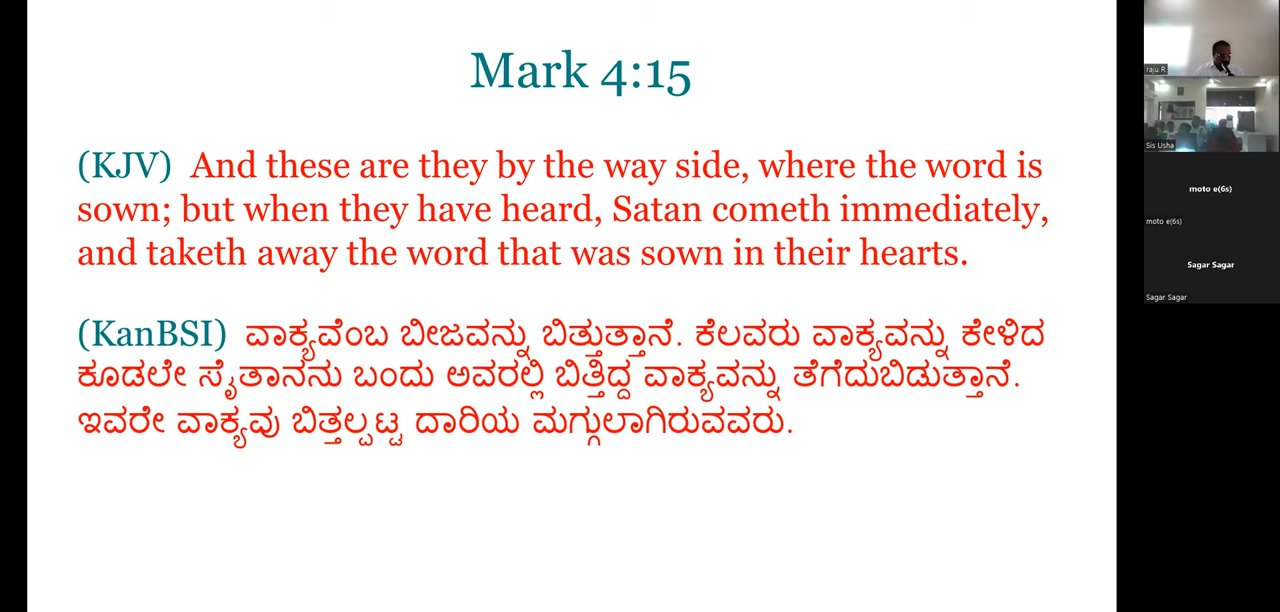 Mark 4:15
(KJV) And these are they by the way side, where the word is
sown; but when they have heard, Satan cometh immediately,
and taketh away the word that was sown in their hearts.
(KanBSI) ವಾಕ್ಯವೆಂಬ ಬೀಜವನ್ನು ಬಿತ್ತುತ್ತಾನೆ. ಕೆಲವರು ವಾಕ್ಯವನ್ನು ಕೇಳಿದ
ಕೂಡಲೇ ಸೈತಾನನು ಬಂದು ಅವರಲ್ಲಿ ಬಿತ್ತಿದ್ದ ವಾಕ್ಯವನ್ನು ತೆಗೆದುಬಿಡುತ್ತಾನೆ.
ಇವರೇ ವಾಕ್ಯವು ಬಿತ್ತಲ್ಪಟ್ಟ ದಾರಿಯ ಮಗ್ಗುಲಾಗಿರುವವರು.
raju R
Sis Usha
moto e(6s)
moto e(6s)
Sagar Sagar
Sagar Sagar